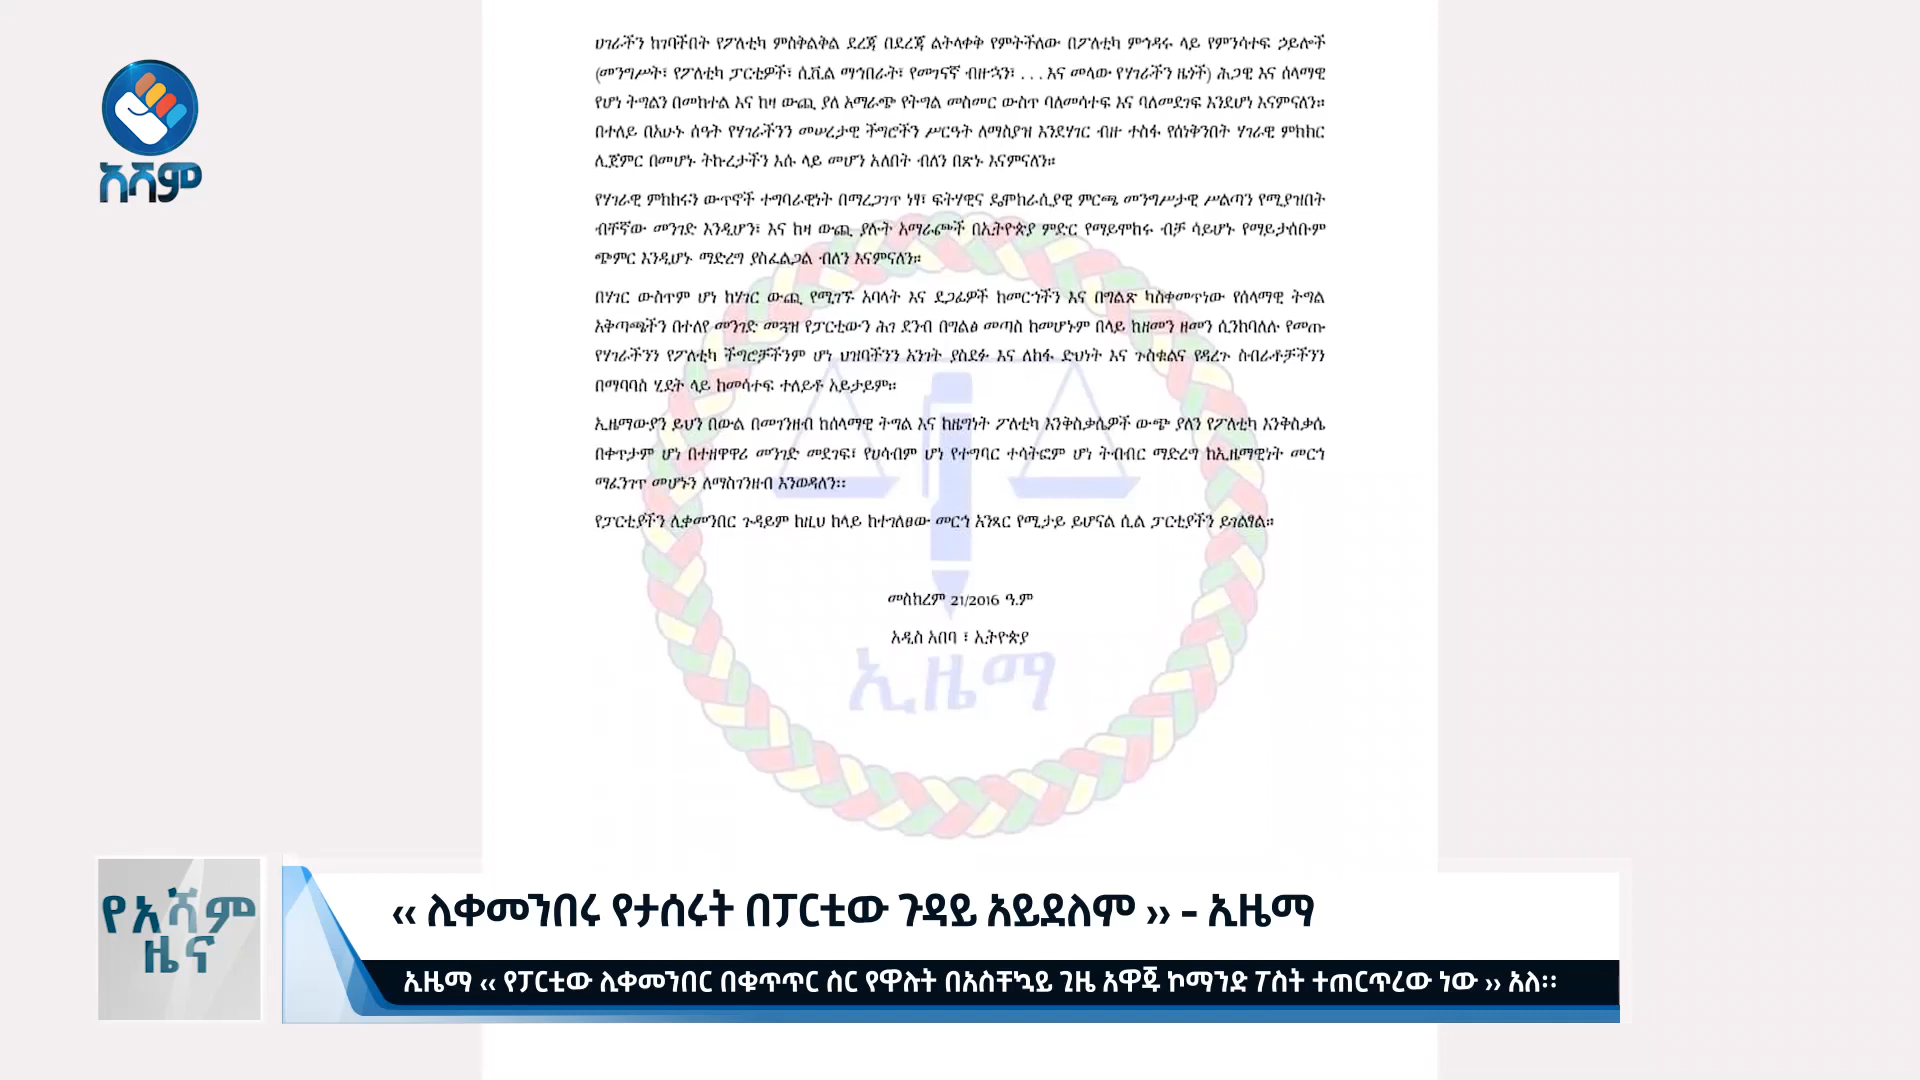 ሀገራችን ከገባችበት የፖለቲካ ምስቅልቅል ደረጃ በደረጃ ልትላቀቅ የምትችለው በፖለቲካ ምኅዳሩ ላይ የምንሳተፍ ኃይሎች
(መንግሥት፣ የፖለቲካ ፓርቲዎች፣ ሲቪል ማኅበራት፣ የመገናኛ ብዙኋን፣ . . . እና መላው የሃገራችን ዜጎች) ሕጋዊ እና ሰላማዊ
የሆነ ትግልን በመከተል እና ከዛ ውጪ ያለ አማራጭ የትግል መስመር ውስጥ ባለመሳተፍ እና ባለመደገፍ እንደሆነ እናምናለን።
በተለይ በአሁኑ ሰዓት የሃገራችንን መሠረታዊ ችግሮችን ሥርዓት ለማስያዝ እንደሃገር ብዙ ተስፋ የሰነቅንበት ሃገራዊ ምክክር
ሊጀምር በመሆኑ ትኩረታችን እሱ ላይ መሆን አለበት ብለን በጽኑ እናምናለን።
የሃገራዊ ምክክሩን ውጥኖች ተግባራዊነት በማረጋገጥ ነፃ፣ ፍትሃዊና ዴሞክራሲያዊ ምርጫ መንግሥታዊ ሥልጣን የሚያዝበት
ብቸኛው መንገድ እንዲሆን፣ እና ከዛ ውጪ ያሉት አማራጮች በኢትዮጵያ ምድር የማይሞከሩ ብቻ ሳይሆኑ የማይታሰቡም
ጭምር እንዲሆኑ ማድረግ ያስፈልጋል ብለን እናምናለን።
በሃገር ውስጥም ሆነ ከሃገር ውጪ የሚገኙ አባላት እና ደጋፊዎች ከመርኅችን እና በግልጽ ካስቀመጥነው የሰላማዊ ትግል
አቅጣጫችን በተለየ መንገድ መጓዝ የፓርቲውን ሕገ ደንብ በግልፅ መጣስ ከመሆኑም በላይ ከዘመን ዘመን ሲንከባለሉ የመጡ
የሃገራችንን የፖለቲካ ችግሮቻችንም ሆነ ህዝባችንን አንገት ያስደፉ እና ለከፋ ድህነት እና ጉስቁልና የዳረጉ ስብራቶቻችንን
በማባባስ ሂደት ላይ ከመሳተፍ ተለይቶ አይታይም።
ኢዜማውያን ይህን በውል በመገንዘብ ከሰላማዊ ትግል እና ከዜግነት ፖለቲካ እንቅስቃሴዎች ውጭ ያለን የፖለቲካ እንቅስቃሴ
በቀጥታም ሆነ በተዘዋዋሪ መንገድ መደገፍ፣ የሀሳብም ሆነ የተግባር ተሳትፎም ሆነ ትብብር ማድረግ ከኢዜማዊነት መርኅ
ማፈንገጥ መሆኑን ለማስገንዘብ እንወዳለን፡፡
የፓርቲያችን ሊቀመንበር ጉዳይም ከዚህ ከላይ ከተገለፀው መርኅ አንጻር የሚታይ ይሆናል ሲል ፓርቲያችን ይገልፃል።
መስከረም 21/2016 ዓ.ም
አዲስ አበባ ፣ ኢትዮጵያ
ኢዜማ
አሻም
የአሻም
ዜና
‹‹ ሊቀመንበሩ የታሰሩት በፓርቲው ጉዳይ አይደለም ›› - ኢዜማ
ኢዜማ ‹‹ የፓርቲው ሊቀመንበር በቁጥጥር ስር የዋሉት በአስቸኳይ ጊዜ አዋጁ ኮማንድ ፖስት ተጠርጥረው ነው ›› አለ፡፡